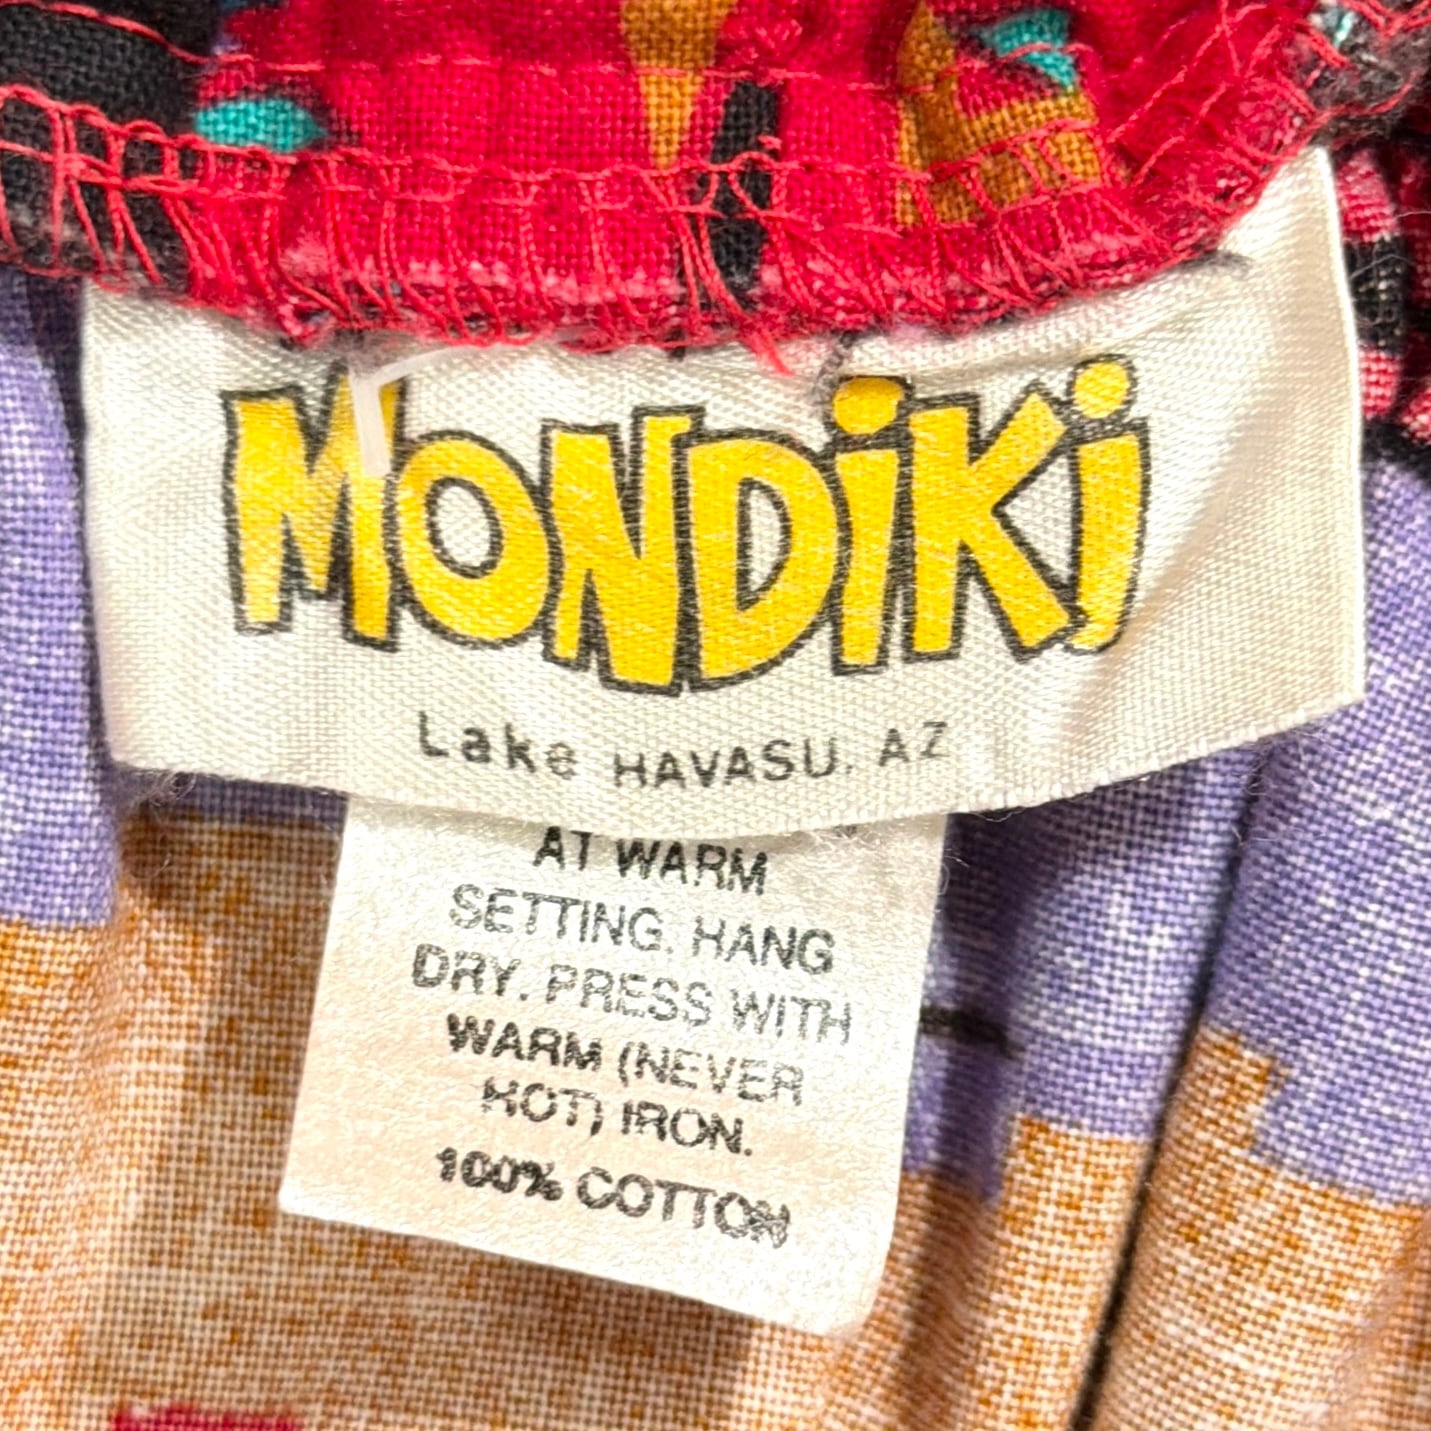 MONDiKi
Lake HAVASU, AZ
AT WARM
SETTING. HANG
DRY. PRESS WITH
WARM (NEVER
HOT) IRON.
100% COTTON